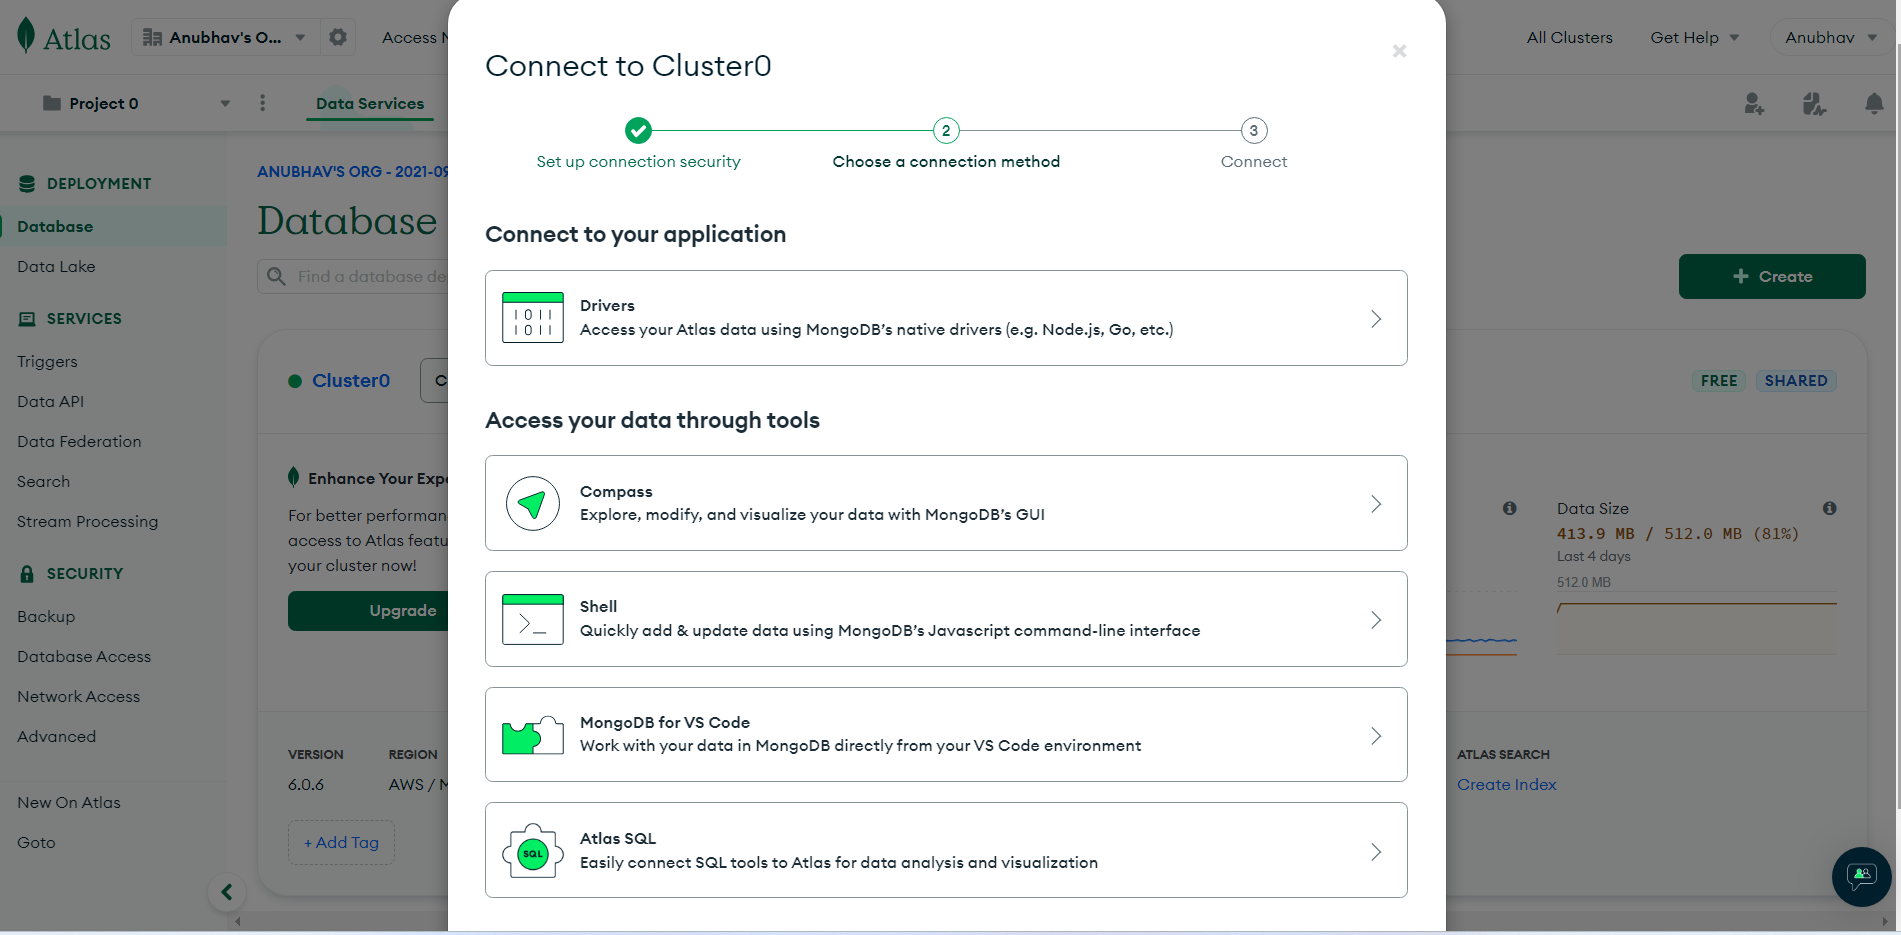 Atlas
Anubhav's O...
Access
All Clusters
Get Help
Anubhav
Project 0
Data Services
DEPLOYMENT
Database
Data Lake
SERVICES
Triggers
Data API
Data Federation
Search
Stream Processing
SECURITY
Backup
Database Access
Network Access
Advanced
New On Atlas
Goto
ANUBHAV'S ORG - 2021-09
Database
Find a database de
+ Create
Cluster0
C
FREE
SHARED
Enhance Your Expe
For better performan
access to Atlas featu
your cluster now!
Upgrade
VERSION
6.0.6
REGION
AWS / M
+ Add Tag
Connect to Cluster0
×
2
3
Set up connection security
Choose a connection method
Connect
Connect to your application
1011
1011
Drivers
Access your Atlas data using MongoDB’s native drivers (e.g. Node.js, Go, etc.)
Access your data through tools
Compass
Explore, modify, and visualize your data with MongoDB’s GUI
>_
Shell
Quickly add & update data using MongoDB’s Javascript command-line interface
MongoDB for VS Code
Work with your data in MongoDB directly from your VS Code environment
SQL
Atlas SQL
Easily connect SQL tools to Atlas for data analysis and visualization
Data Size
413.9 MB / 512.0 MB (81%)
Last 4 days
512.0 MB
ATLAS SEARCH
Create Index